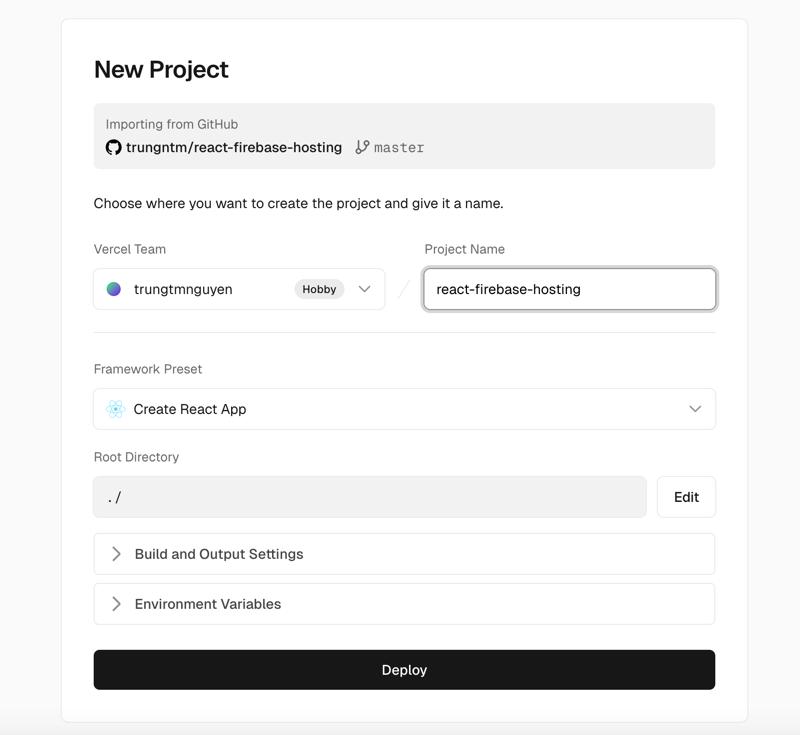 New Project
Importing from GitHub
trungntm/react-firebase-hosting master
Choose where you want to create the project and give it a name.
Vercel Team
Project Name
trungtmnguyen Hobby
react-firebase-hosting
Framework Preset
Create React App
Root Directory
./
Edit
Build and Output Settings
Environment Variables
Deploy